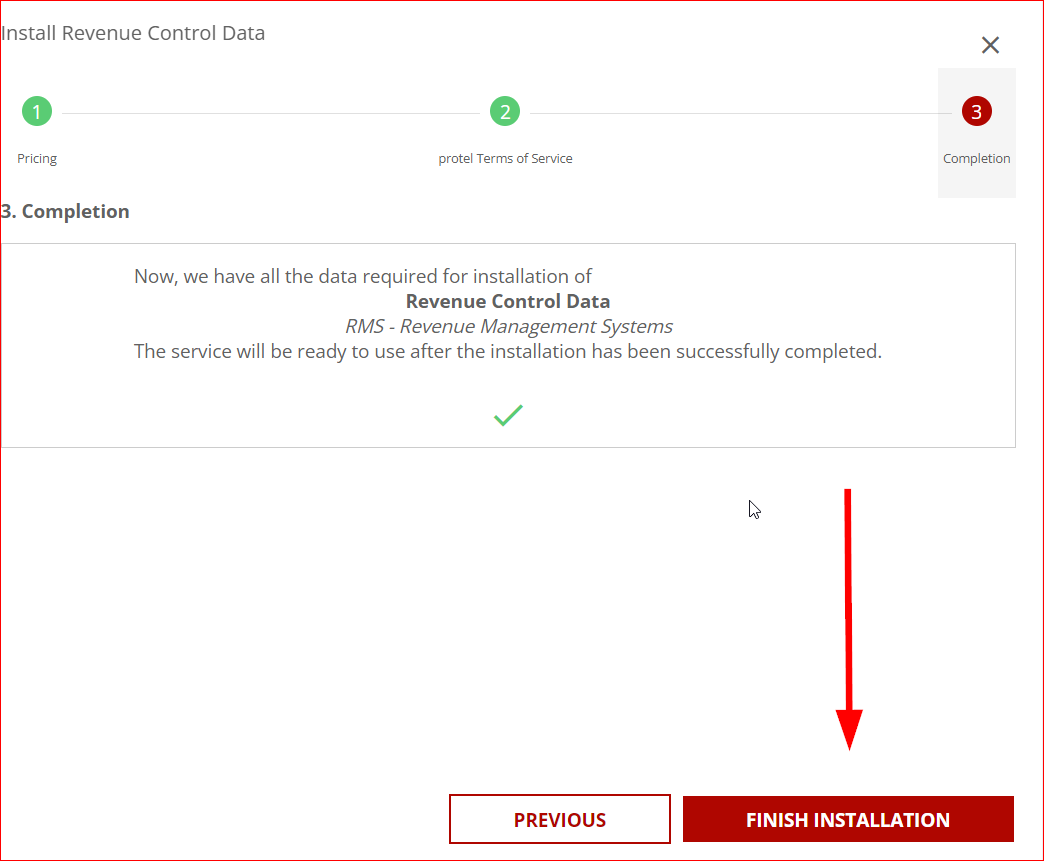 Install Revenue Control Data
1
2
3
Pricing
protel Terms of Service
Completion
3. Completion
Now, we have all the data required for installation of
Revenue Control Data
RMS - Revenue Management Systems
The service will be ready to use after the installation has been successfully completed.
PREVIOUS
FINISH INSTALLATION